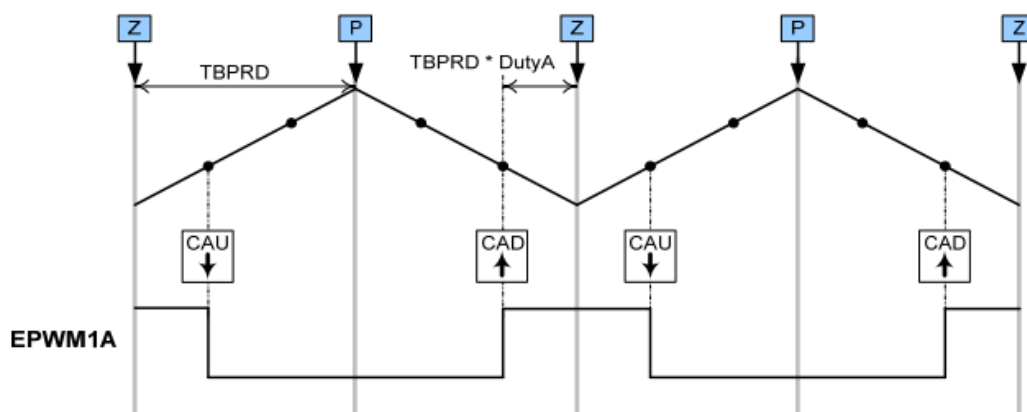 Z P Z P Z
TBPRD TBPRD * DutyA
CAU CAD CAU CAD
EPWM1A